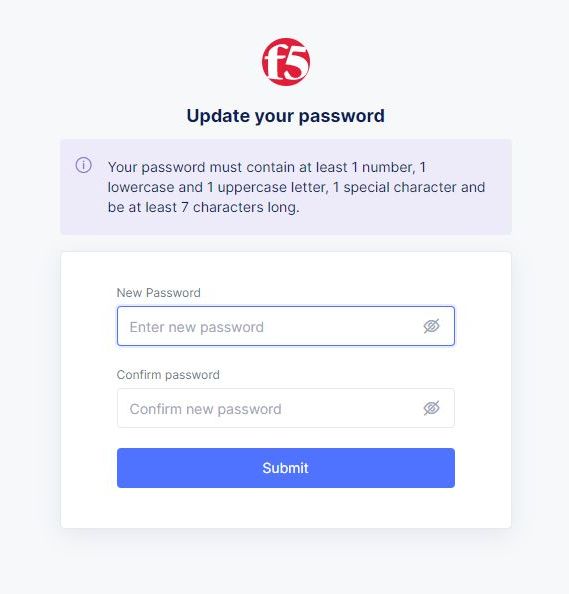 f5
Update your password
Your password must contain at least 1 number, 1
lowercase and 1 uppercase letter, 1 special character and
be at least 7 characters long.
New Password
Enter new password
Confirm password
Confirm new password
Submit